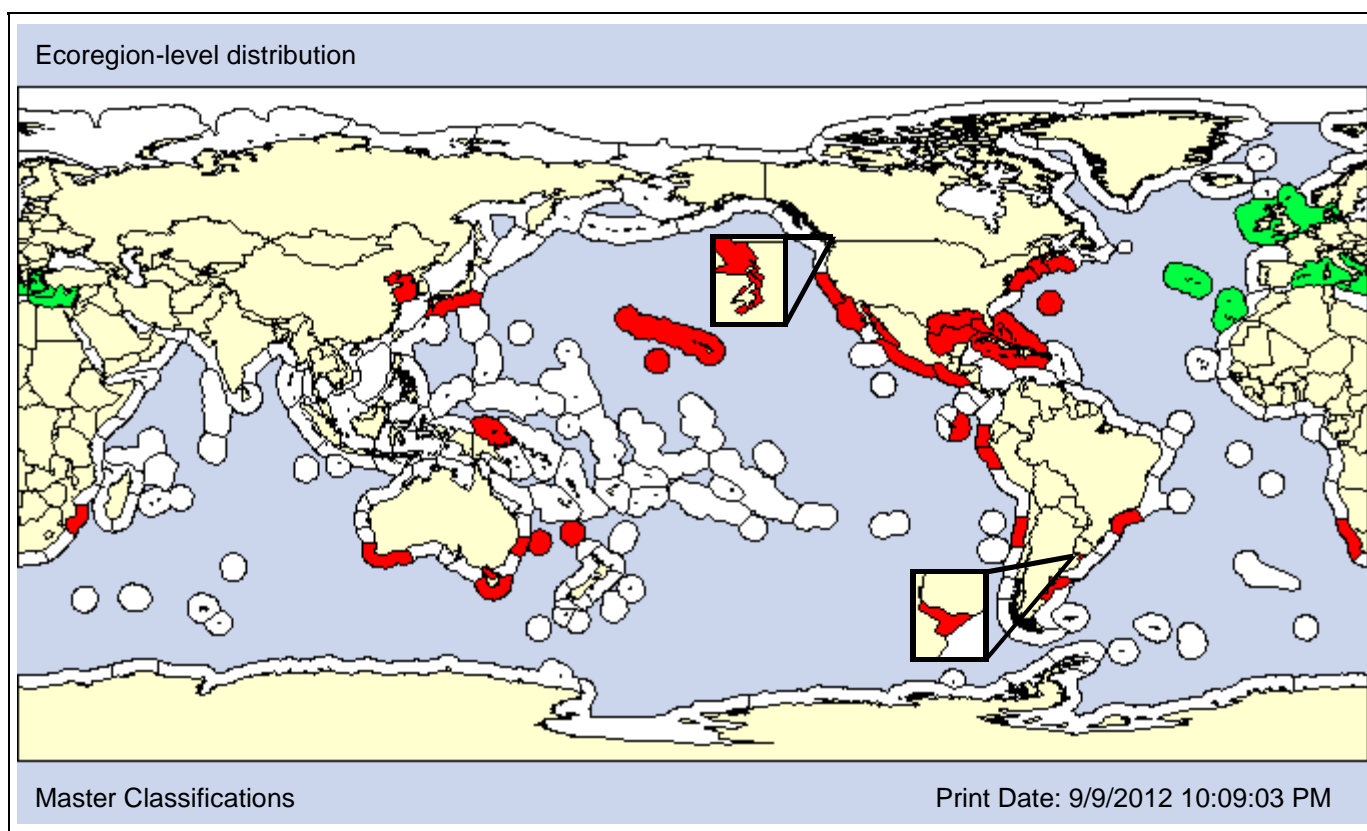 Ecoregion-level distribution
Master Classifications
Print Date: 9/9/2012 10:09:03 PM